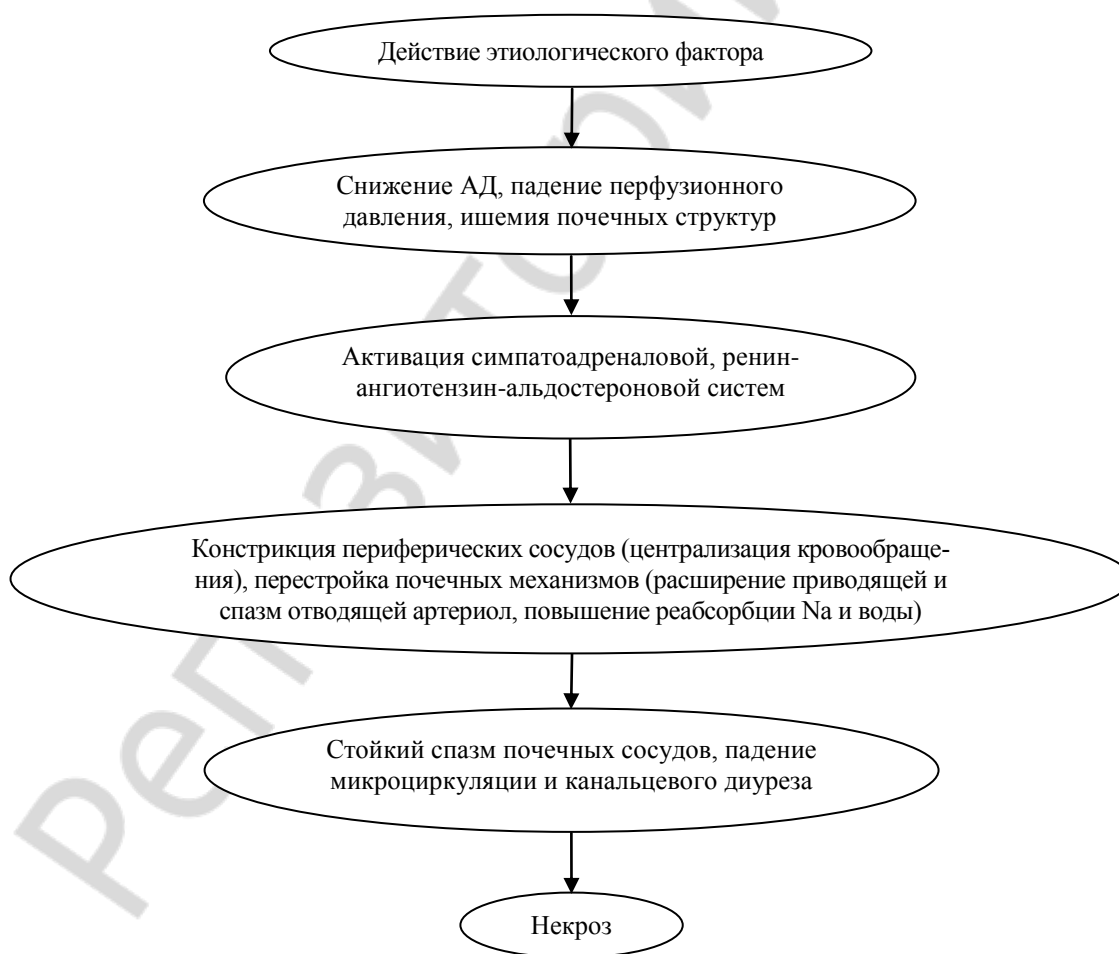 Действие этиологического фактора
Снижение АД, падение перфузионного
давления, ишемия почечных структур
Активация симпатоадреналовой, ренин-
ангиотензин-альдостероновой систем
Констрикция периферических сосудов (централизация кровообраще-
ния), перестройка почечных механизмов (расширение приводящей и
спазм отводящей артериол, повышение реабсорбции Na и воды)
Стойкий спазм почечных сосудов, падение
микроциркуляции и канальцевого диуреза
Некроз